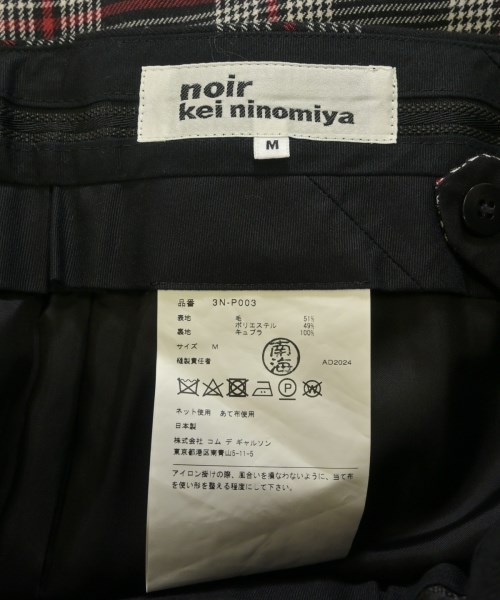 noir
kei ninomiya
M
品番 3N-P003
表地 毛 51%
ポリエステル 49%
裏地 キュプラ 100%
サイズ M
縫製責任者 南海 AD2024
P W
ネット使用 あて布使用
日本製
株式会社 コム デ ギャルソン
東京都港区南青山5-11-5
アイロン掛けの際、風合いを損なわないように、当て布
を使い形を整える程度にして下さい。